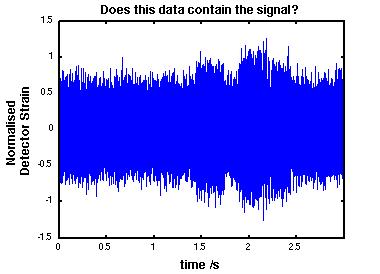 Does this data contain the signal?
1.5
1
0.5
0
-0.5
-1
-1.5
Normalised
Detector Strain
0 0.5 1 1.5 2 2.5
time /s